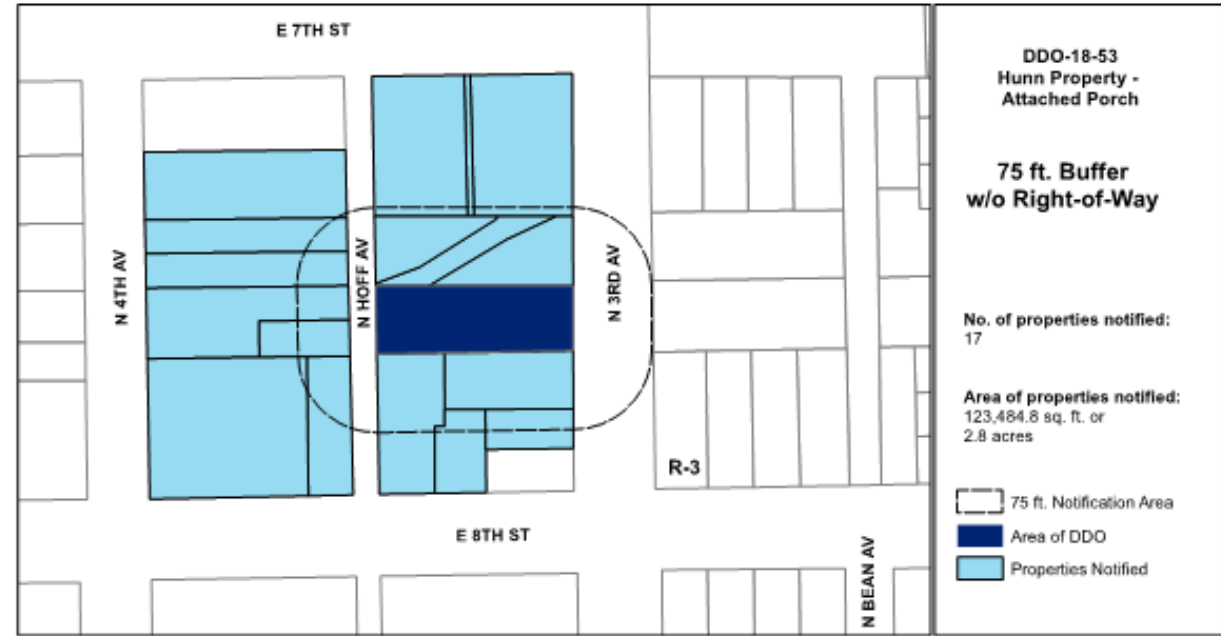 E 7TH ST
N 4TH AV
N HOFF AV
N 3RD AV
R-3
E 8TH ST
N BEAN AV
DDO-18-53
Hunn Property -
Attached Porch
75 ft. Buffer
w/o Right-of-Way
No. of properties notified:
17
Area of properties notified:
123,484.8 sq. ft. or
2.8 acres
75 ft. Notification Area
Area of DDO
Properties Notified